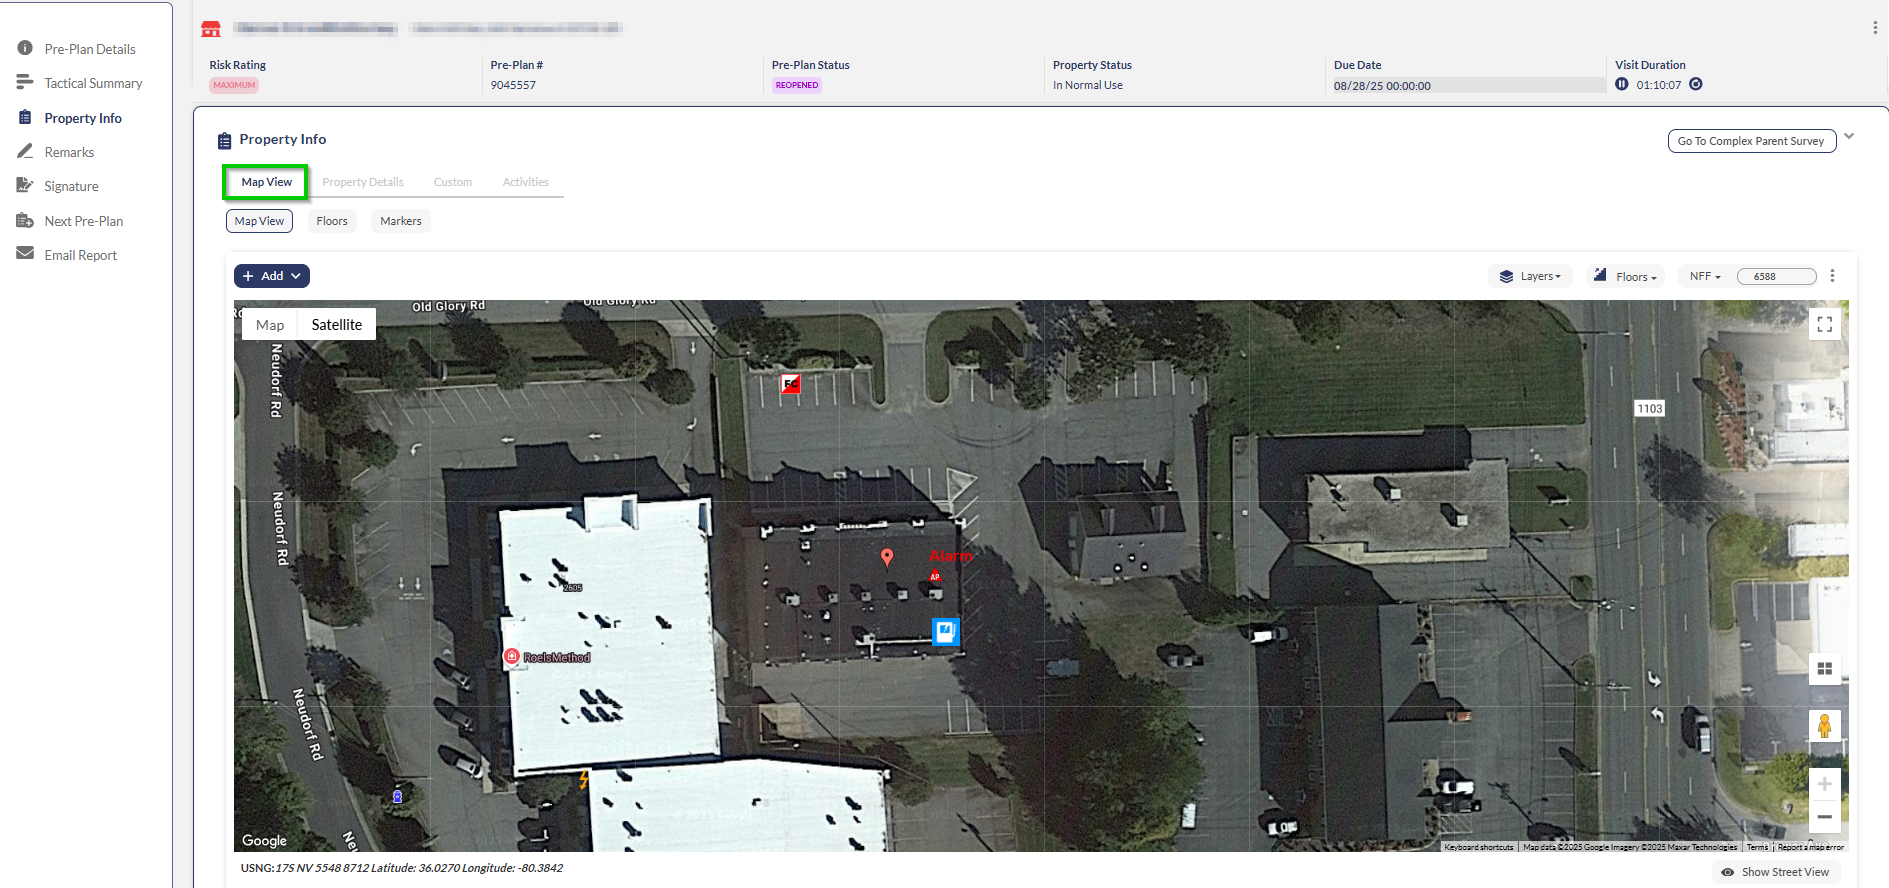 Pre-Plan Details
Tactical Summary
Property Info
Remarks
Signature
Next Pre-Plan
Email Report
Risk Rating
MAXIMUM
Pre-Plan #
9045557
Pre-Plan Status
REOPENED
Property Status
In Normal Use
Due Date
08/28/25 00:00:00
Visit Duration
01:10:07
Property Info
Go To Complex Parent Survey
Map View Property Details Custom Activities
Map View Floors Markers
+ Add
Layers Floors NFF 6588
Old Glory Rd
Old Glory Rd
Map Satellite
Neudorf Rd
FC
1103
Neudorf Rd
Alarm
AP
2605
RoelsMethod
Neudorf Rd
Google
Keyboard shortcuts Map data ©2025 Google Imagery ©2025 Maxar Technologies Terms Report a map error
USNG:17S NV 5548 8712 Latitude: 36.0270 Longitude: -80.3842
Show Street View